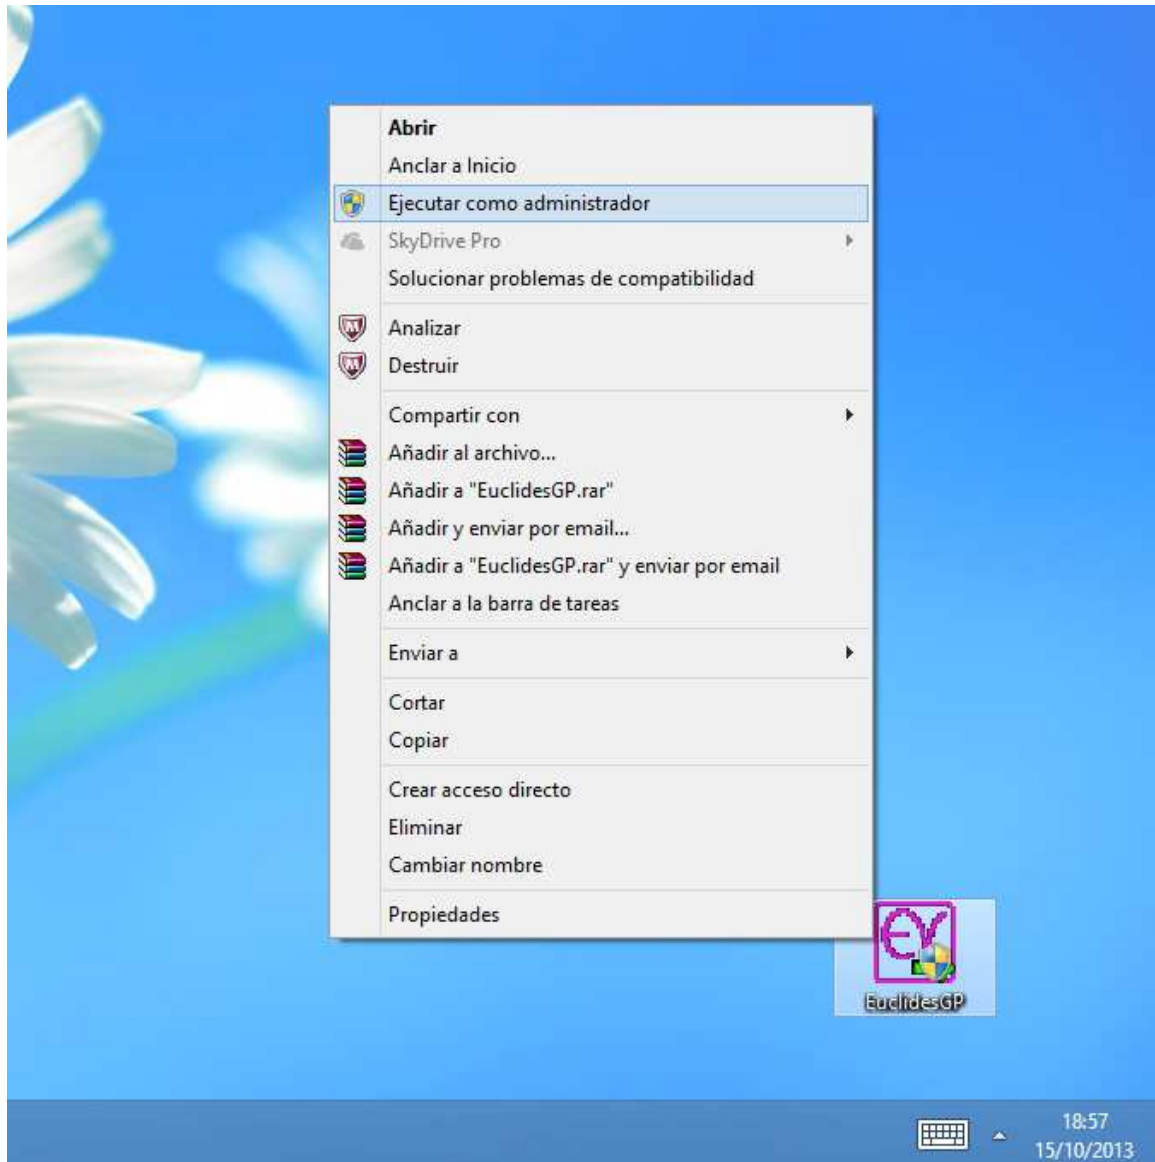 Abrir
Anclar a Inicio
Ejecutar como administrador
SkyDrive Pro
Solucionar problemas de compatibilidad
Analizar
Destruir
Compartir con
Añadir al archivo...
Añadir a "EuclidesGP.rar"
Añadir y enviar por email...
Añadir a "EuclidesGP.rar" y enviar por email
Anclar a la barra de tareas
Enviar a
Cortar
Copiar
Crear acceso directo
Eliminar
Cambiar nombre
Propiedades
EuclidesGP
18:57
15/10/2013